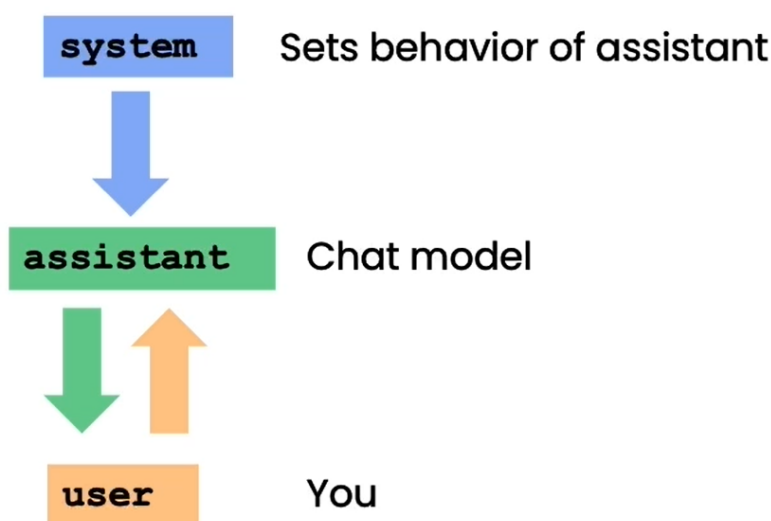 system Sets behavior of assistant
assistant Chat model
user You